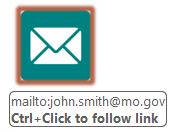 mailto:john.smith@mo.gov
Ctrl+Click to follow link